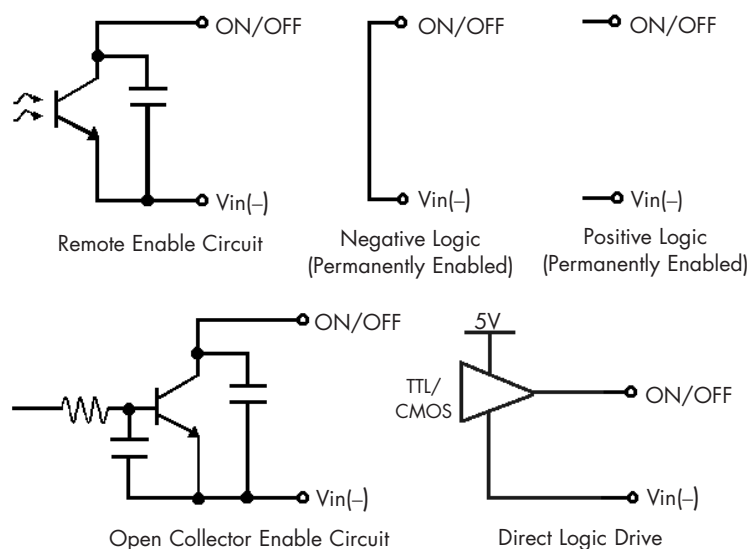 ON/OFF
Vin(–)
Remote Enable Circuit
ON/OFF
Vin(–)
Negative Logic
(Permanently Enabled)
ON/OFF
Vin(–)
Positive Logic
(Permanently Enabled)
ON/OFF
Vin(–)
Open Collector Enable Circuit
5V
TTL/
CMOS
ON/OFF
Vin(–)
Direct Logic Drive